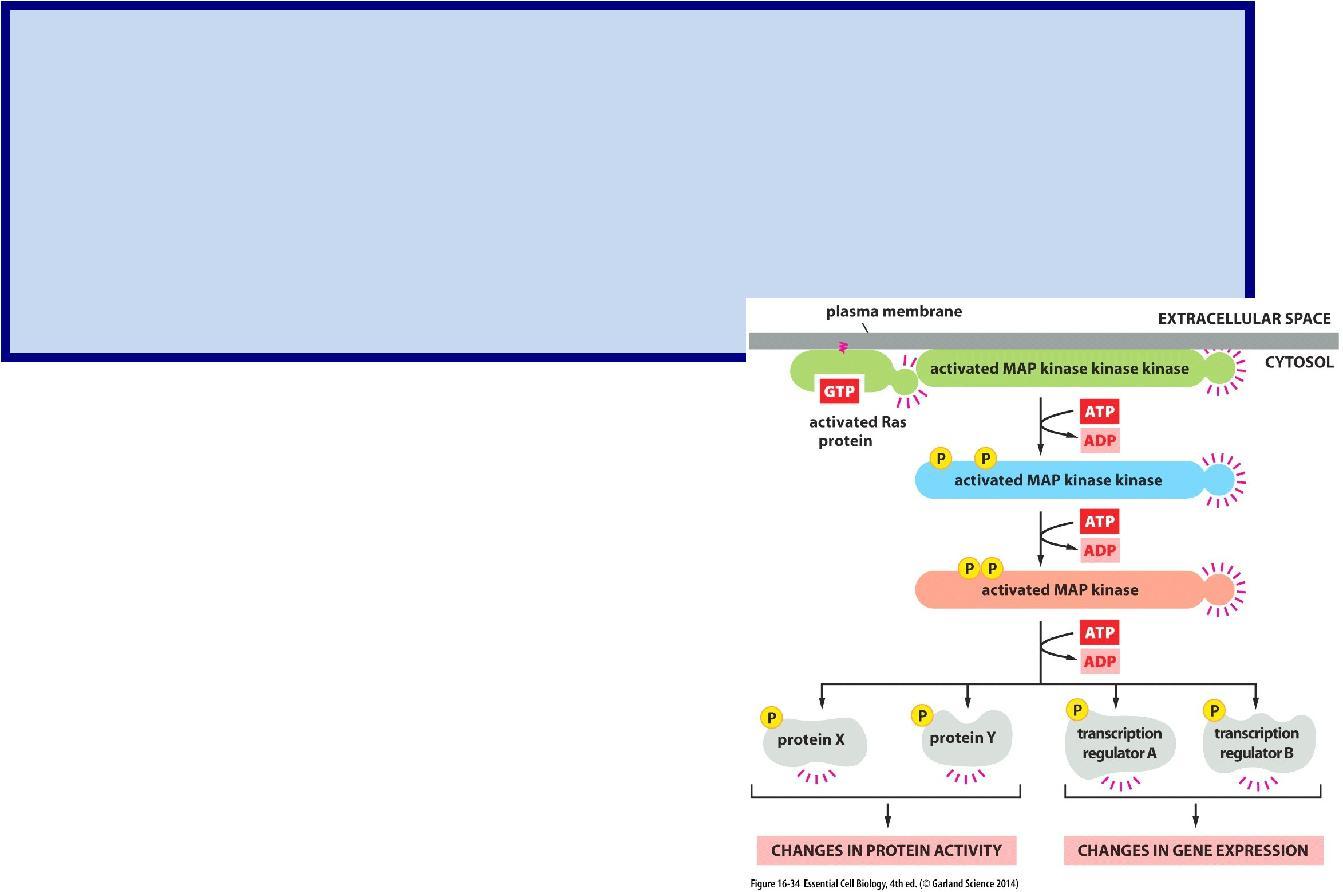 plasma membrane
EXTRACELLULAR SPACE
CYTOSOL
activated MAP kinase kinase kinase
GTP
activated Ras
protein
ATP
ADP
P P
activated MAP kinase kinase
ATP
ADP
P P
activated MAP kinase
ATP
ADP
P
protein X
P
protein Y
P
transcription
regulator A
P
transcription
regulator B
CHANGES IN PROTEIN ACTIVITY
CHANGES IN GENE EXPRESSION
Figure 16-34 Essential Cell Biology, 4th ed. (© Garland Science 2014)